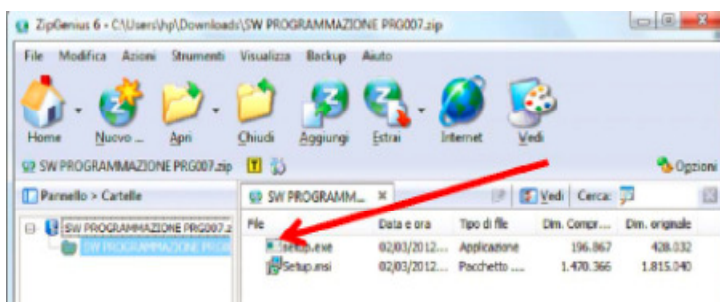 ZipGenius 6 - C:\Users\hp\Downloads\SW PROGRAMMAZIONE PRG007.zip
File Modifica Azioni Strumenti Visualizza Backup Aiuto
Home Nuovo ... Apri Chiudi Aggiungi Estrai Internet Vedi
SW PROGRAMMAZIONE PRG007.zip Opzioni
Pannello > Cartelle SW PROGRAMM... Vedi Cerca:
SW PROGRAMMAZIONE PRG007.z File Data e ora Tipo di file Dim. Compr... Dim. originale
SW PROGRAMMAZIONE PRG0 setup.exe 02/03/2012... Applicazione 196.867 428.032
Setup.msi 02/03/2012... Pacchetto .... 1.470.366 1.815.040